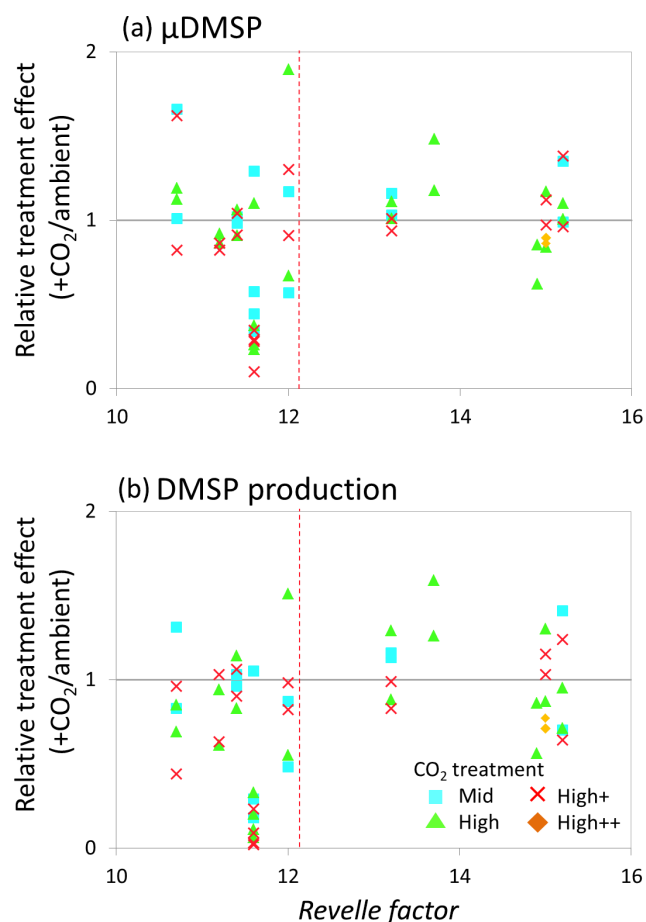 (a) µDMSP
Relative treatment effect
(+CO₂/ambient)
2
1
0
10
12
14
16
(b) DMSP production
Relative treatment effect
(+CO₂/ambient)
2
1
0
CO₂ treatment
Mid
High+
High
High++
10
12
14
16
Revelle factor